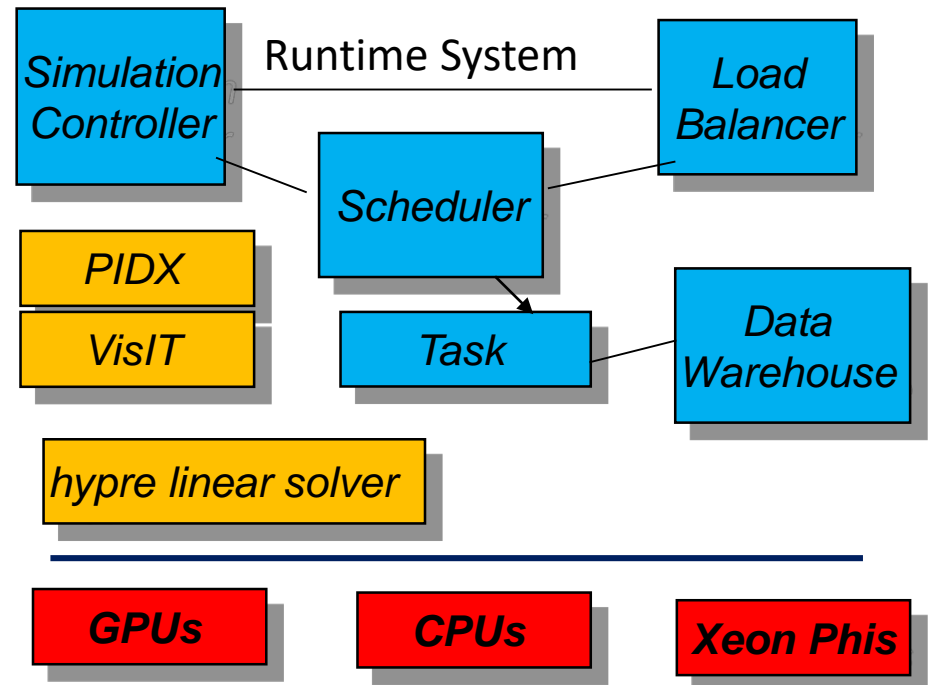 Runtime System
Simulation
Controller
Load
Balancer
Scheduler
PIDX
VisIT
Task
Data
Warehouse
hypre linear solver
GPUs
CPUs
Xeon Phis